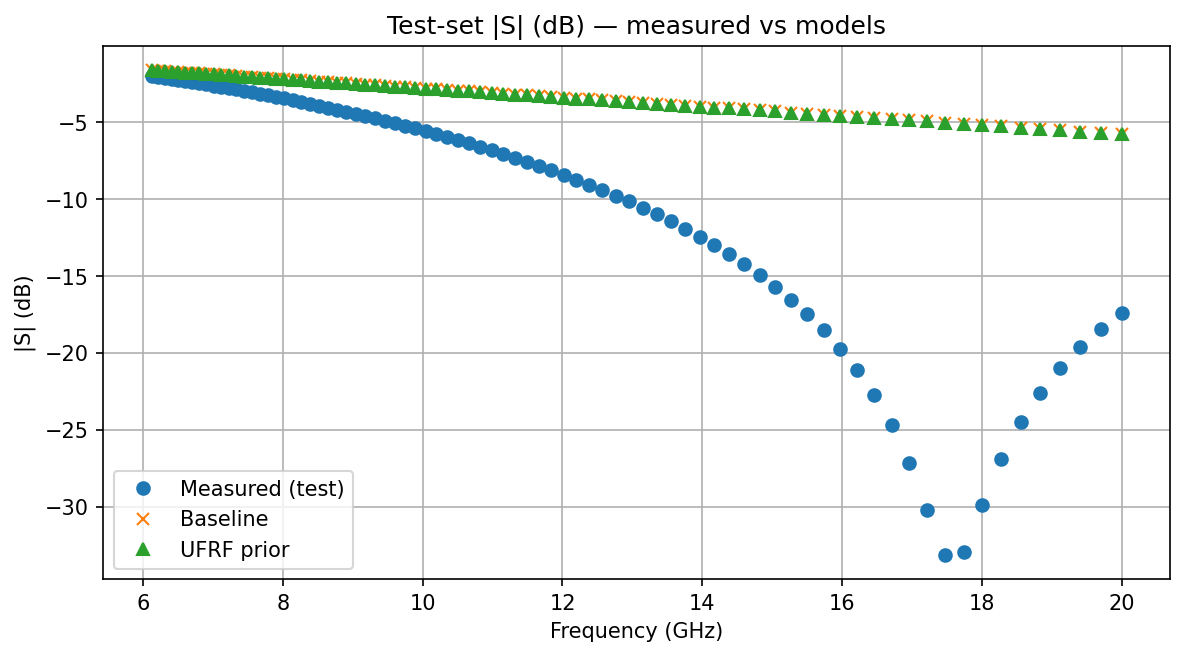 Test-set |S| (dB) — measured vs models
|S| (dB)
−5
−10
−15
−20
−25
−30
Measured (test)
Baseline
UFRF prior
6 8 10 12 14 16 18 20
Frequency (GHz)